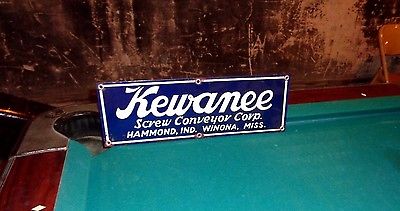 Kewanee
Screw Conveyor Corp.
HAMMOND, IND. WINONA, MISS.